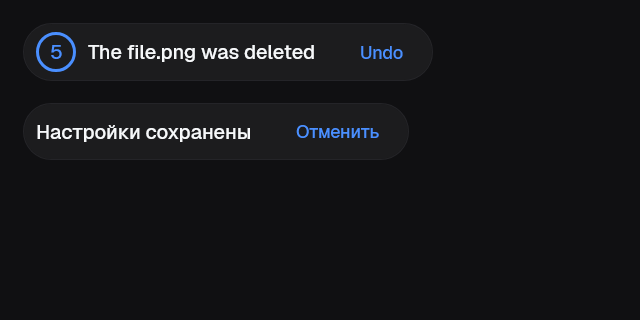 5 The file.png was deleted Undo
Настройки сохранены Отменить